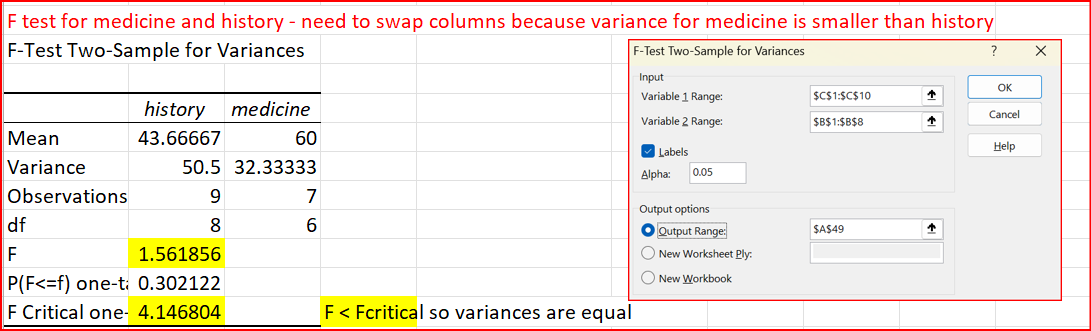 F test for medicine and history - need to swap columns because variance for medicine is smaller than history
F-Test Two-Sample for Variances
history medicine
Mean 43.66667 60
Variance 50.5 32.33333
Observations 9 7
df 8 6
F 1.561856
P(F<=f) one-ta 0.302122
F Critical one- 4.146804 F < Fcritical so variances are equal
F-Test Two-Sample for Variances ? X
Input
Variable 1 Range: $C$1:$C$10
Variable 2 Range: $B$1:$B$8
Labels
Alpha: 0.05
Output options
Output Range: $A$49
New Worksheet Ply:
New Workbook
OK
Cancel
Help